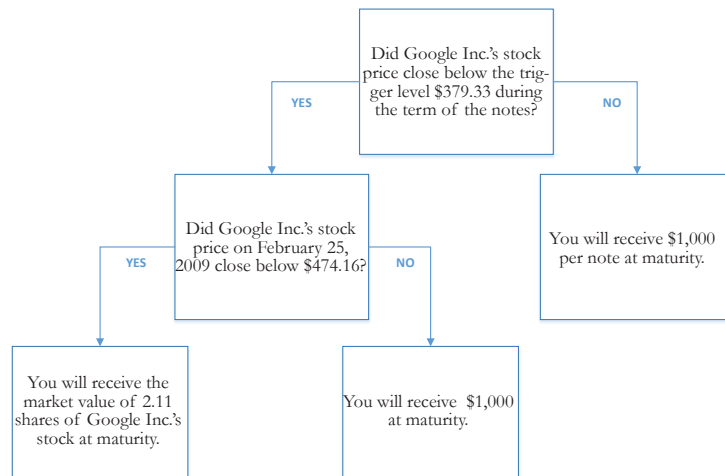 Did Google Inc.'s stock
price close below the trig-
ger level $379.33 during
the term of the notes?
YES
NO
Did Google Inc.'s stock
price on February 25,
2009 close below $474.16?
You will receive $1,000
per note at maturity.
YES
NO
You will receive the
market value of 2.11
shares of Google Inc.'s
stock at maturity.
You will receive $1,000
at maturity.